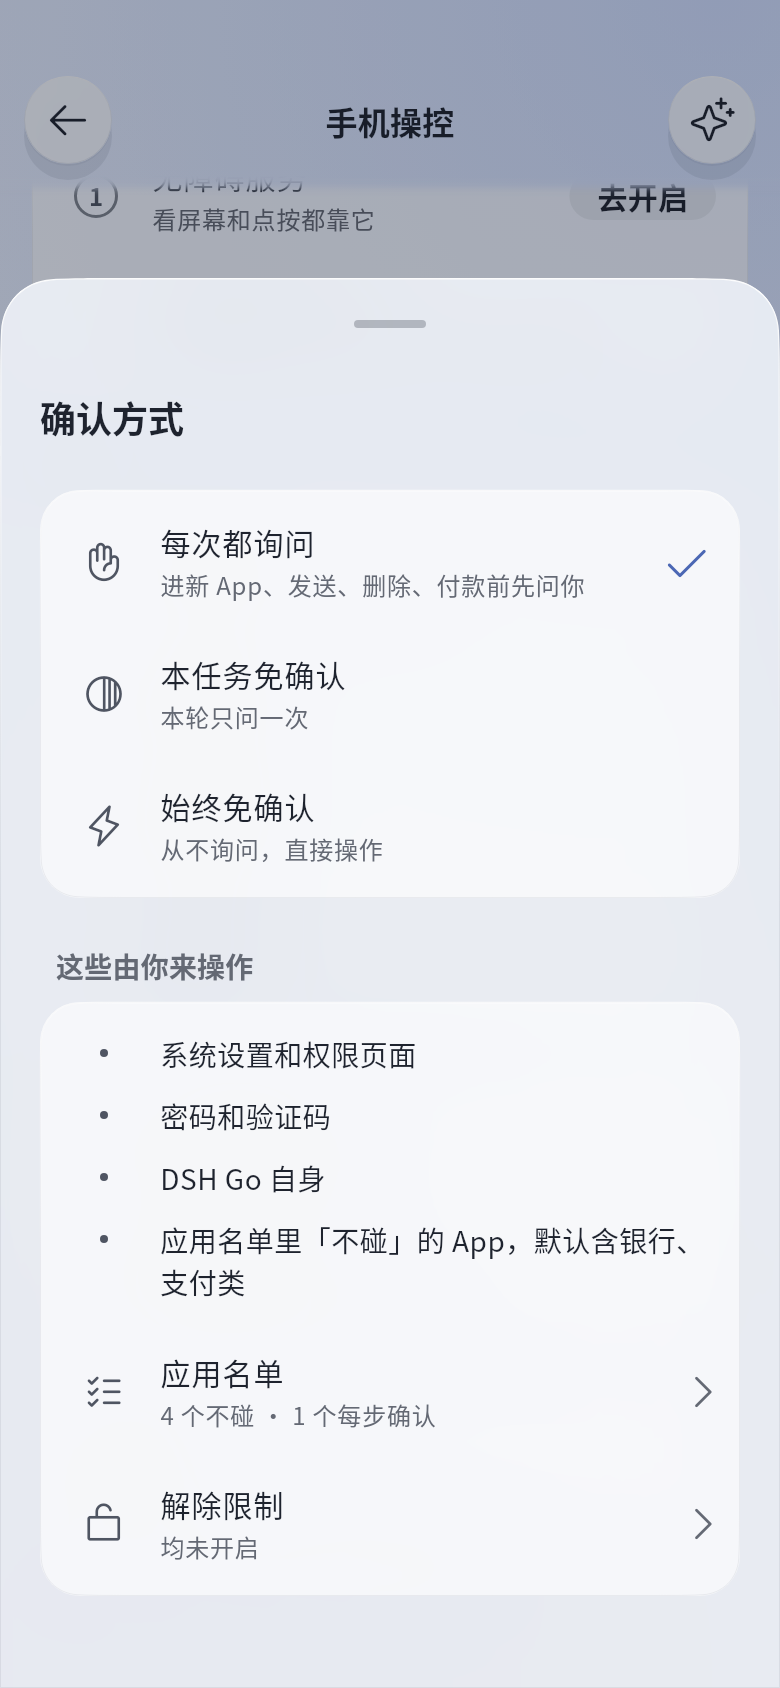 手机操控
1
无障碍服务
看屏幕和点按都靠它
去开启
确认方式
每次都询问
进新 App、发送、删除、付款前先问你
本任务免确认
本轮只问一次
始终免确认
从不询问，直接操作
这些由你来操作
• 系统设置和权限页面
• 密码和验证码
• DSH Go 自身
• 应用名单里「不碰」的 App，默认含银行、
支付类
应用名单
4 个不碰 • 1 个每步确认
解除限制
均未开启